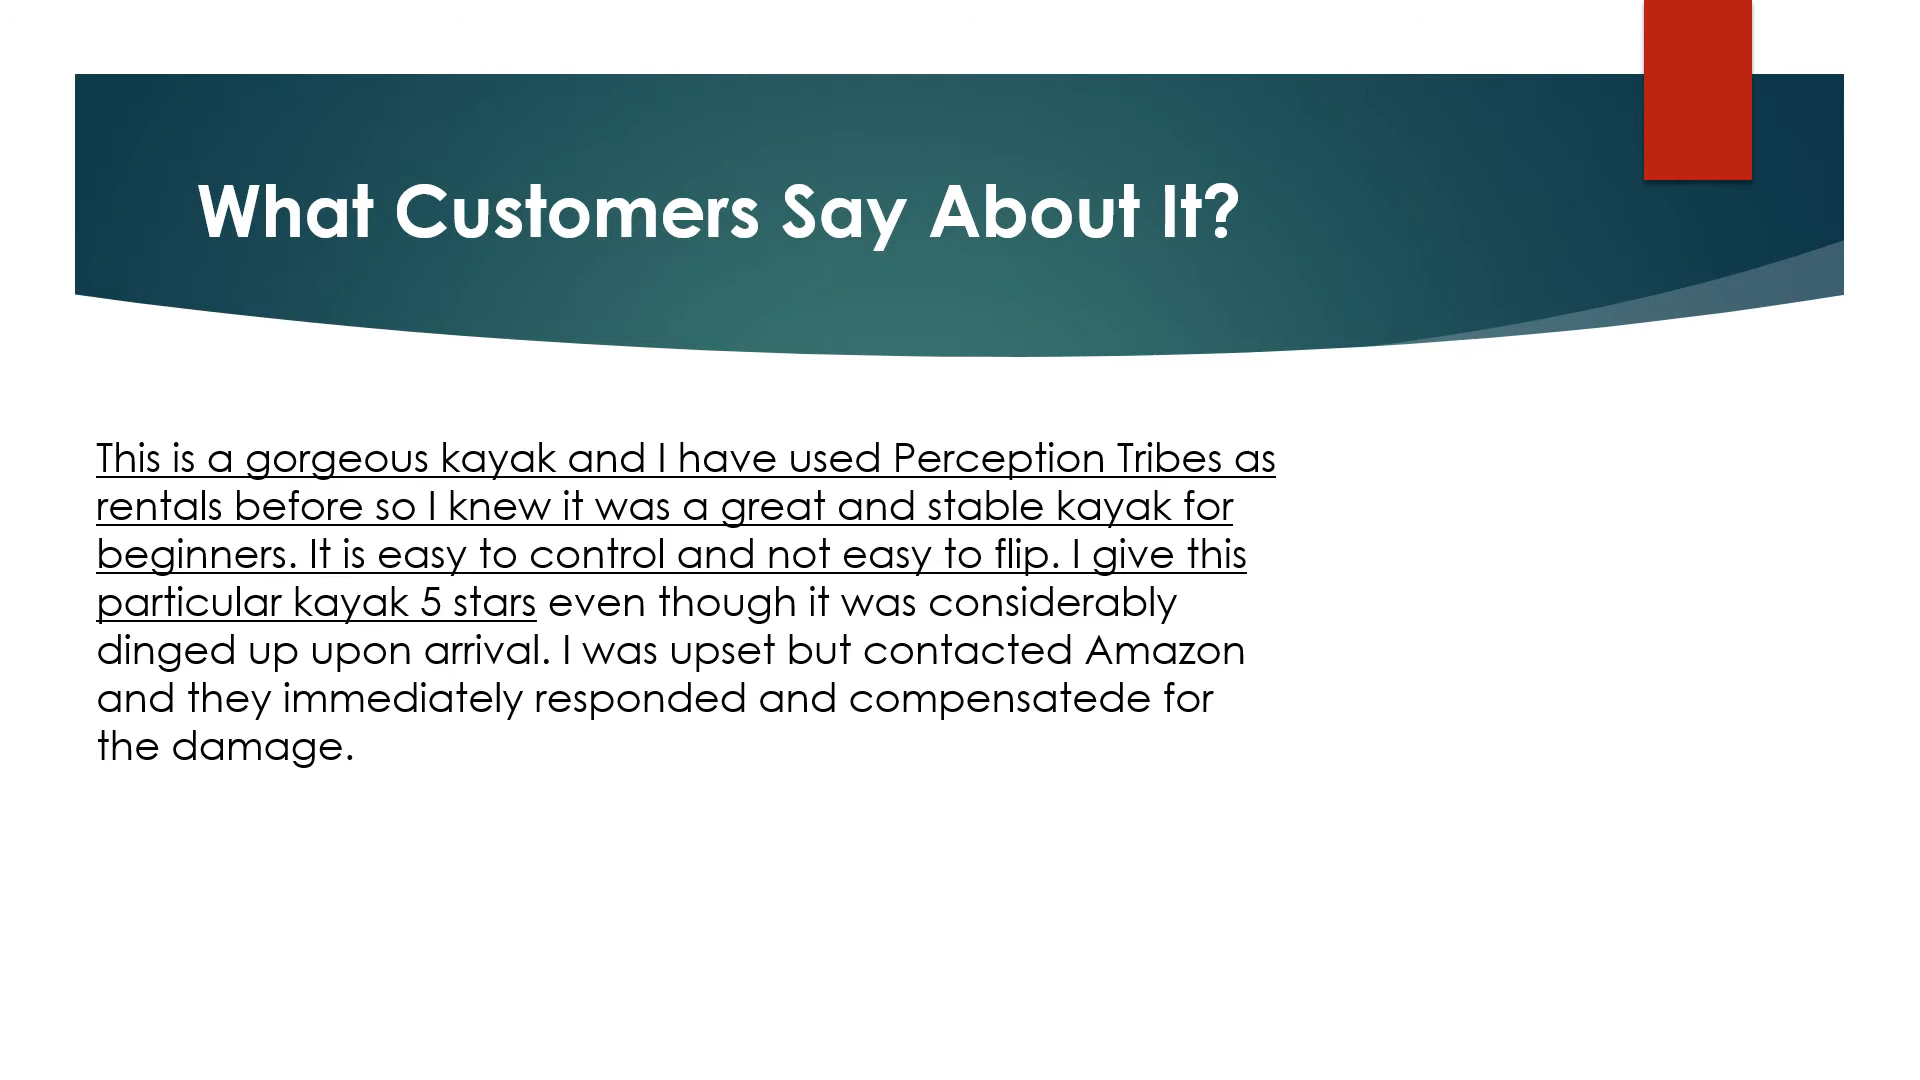 What Customers Say About It?
This is a gorgeous kayak and I have used Perception Tribes as
rentals before so I knew it was a great and stable kayak for
beginners. It is easy to control and not easy to flip. I give this
particular kayak 5 stars even though it was considerably
dinged up upon arrival. I was upset but contacted Amazon
and they immediately responded and compensatede for
the damage.